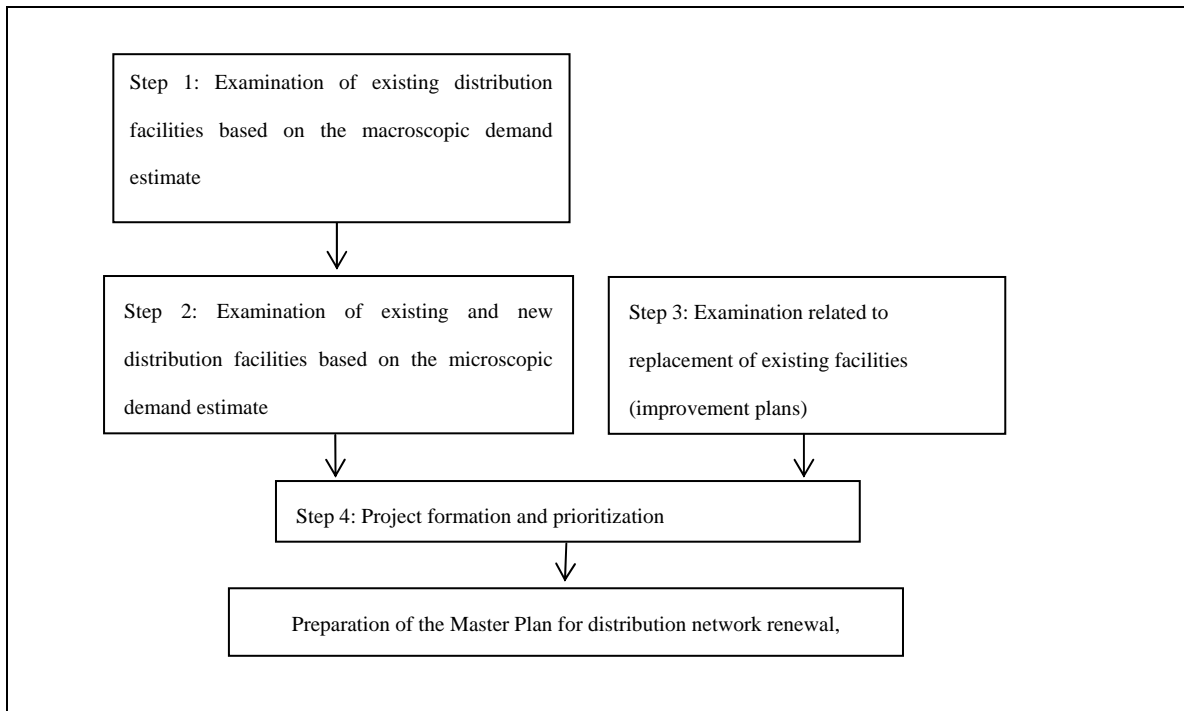 Step 1: Examination of existing distribution
facilities based on the macroscopic demand
estimate
Step 2: Examination of existing and new
distribution facilities based on the microscopic
demand estimate
Step 3: Examination related to
replacement of existing facilities
(improvement plans)
Step 4: Project formation and prioritization
Preparation of the Master Plan for distribution network renewal,